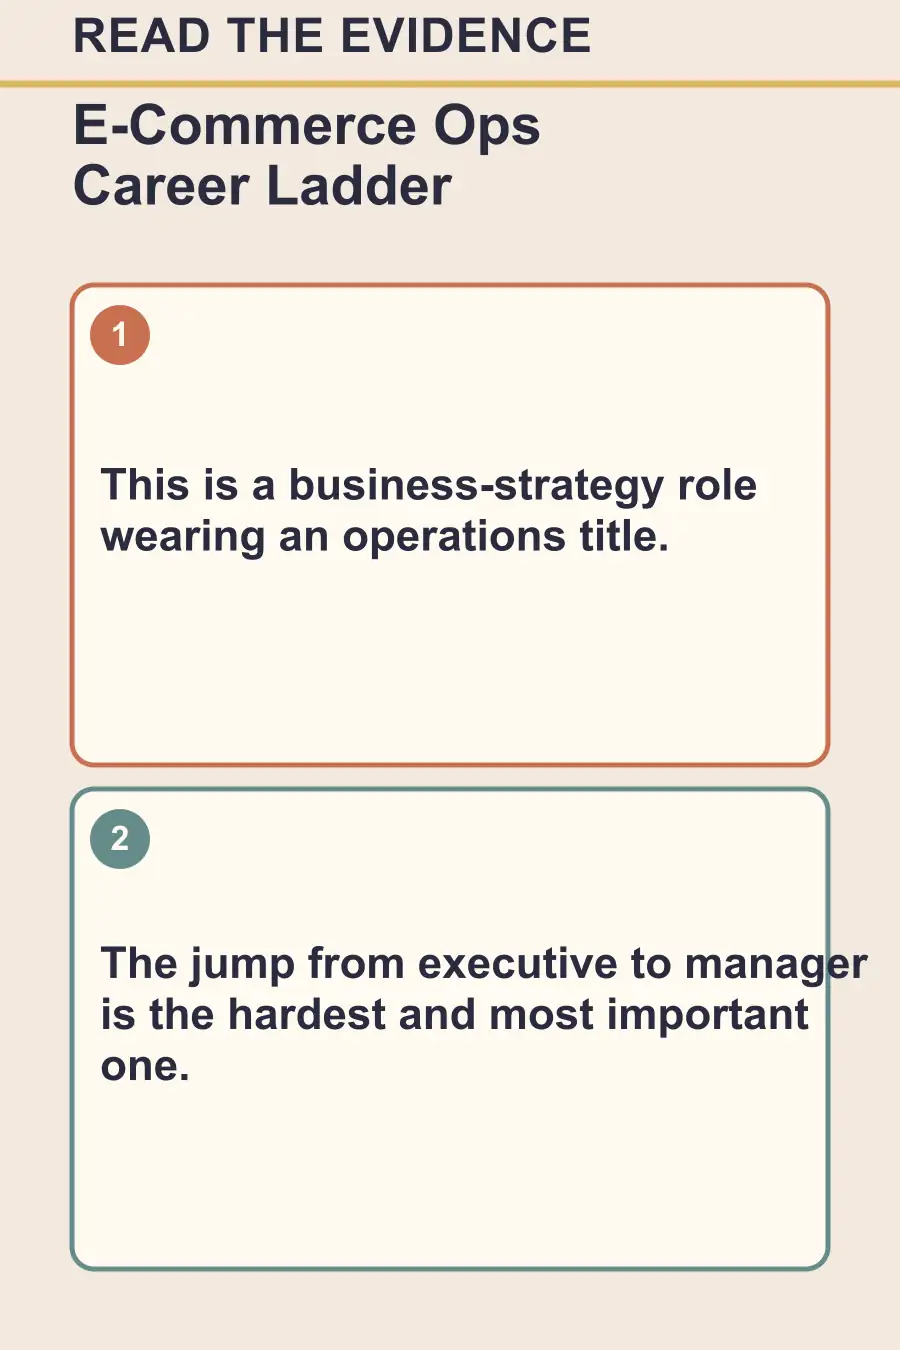 READ THE EVIDENCE
E-Commerce Ops
Career Ladder
1
This is a business-strategy role
wearing an operations title.
2
The jump from executive to manager
is the hardest and most important
one.